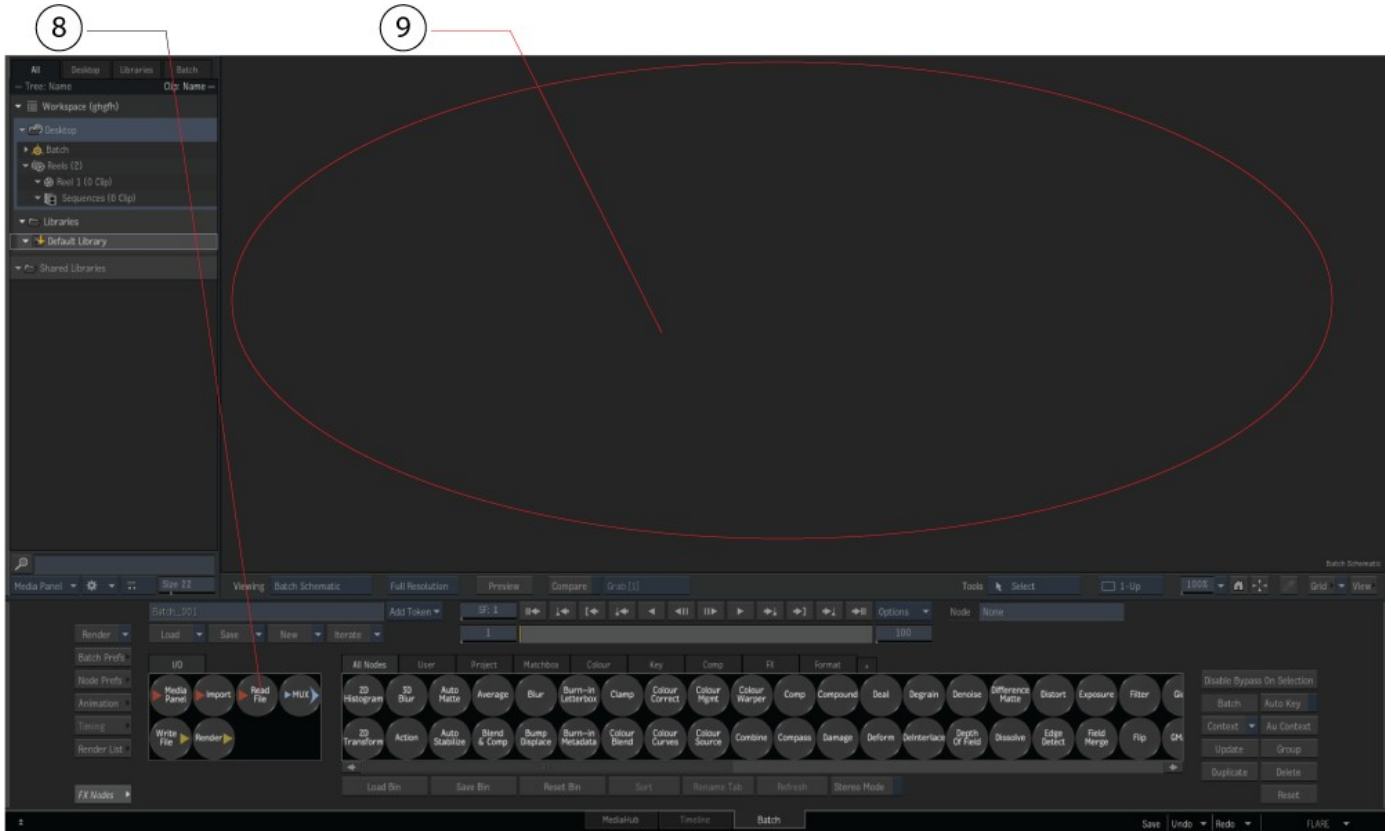 8
9
All Desktop Libraries Batch
— Tree: Name Clip: Name —
Workspace (ghgfh)
Desktop
Batch
Reels (2)
Reel 1 (0 Clip)
Sequences (0 Clip)
Libraries
Default Library
Shared Libraries
Batch Schematic
Media Panel Size 22 Viewing Batch Schematic Full Resolution Preview Compare Grab [1] Tools Select 1-Up 100% Grid View
Batch_001 Add Token SF: 1 Options Node None
Render Load Save New Iterate 1 100
Batch Prefs I/O All Nodes User Project Matchbox Colour Key Comp FX Format +
Node Prefs
Animation
Timing
Render List
FX Nodes
Media Panel Import Read File MUX
Write File Render
2D Histogram 3D Blur Auto Matte Average Blur Burn-in Letterbox Clamp Colour Correct Colour Mgmt Colour Warper Comp Compound Deal Degrain Denoise Difference Matte Distort Exposure Filter
2D Transform Action Auto Stabilize Blend & Comp Bump Displace Burn-in Metadata Colour Blend Colour Curves Colour Source Combine Compass Damage Deform DeInterlace Depth Of Field Dissolve Edge Detect Field Merge Flip GM
Load Bin Save Bin Reset Bin Sort Rename Tab Refresh Stereo Mode
Disable Bypass On Selection
Batch Auto Key
Context Au Context
Update Group
Duplicate Delete
Reset
MediaHub Timeline Batch Save Undo Redo FLARE